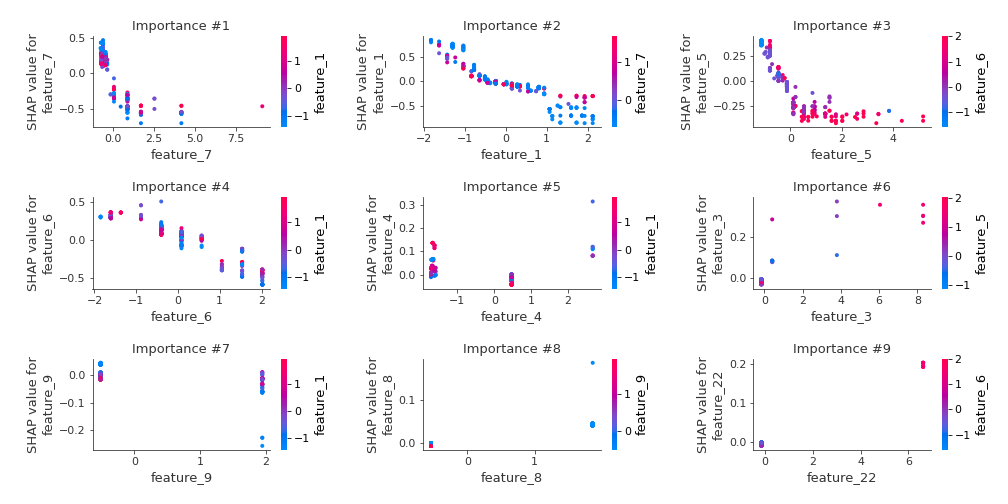 Importance #1
Importance #2
Importance #3
SHAP value for
feature_7
0.5
0.0
−0.5
0.0
2.5
5.0
7.5
feature_7
1
0
−1
feature_1
SHAP value for
feature_1
0.5
0.0
−0.5
−2
−1
0
1
2
feature_1
1
0
feature_7
SHAP value for
feature_5
0.25
0.00
−0.25
0
2
4
feature_5
2
1
0
−1
feature_6
Importance #4
Importance #5
Importance #6
SHAP value for
feature_6
0.5
0.0
−0.5
−2
−1
0
1
2
feature_6
1
0
−1
feature_1
SHAP value for
feature_4
0.3
0.2
0.1
0.0
−1
0
1
2
feature_4
1
0
−1
feature_1
SHAP value for
feature_3
0.2
0.0
0
2
4
6
8
feature_3
2
1
0
−1
feature_5
Importance #7
Importance #8
Importance #9
SHAP value for
feature_9
0.0
−0.1
−0.2
0
1
2
feature_9
1
0
−1
feature_1
SHAP value for
feature_8
0.1
0.0
0
1
feature_8
1
0
feature_9
SHAP value for
feature_22
0.2
0.1
0.0
0
2
4
6
feature_22
2
1
0
−1
feature_6